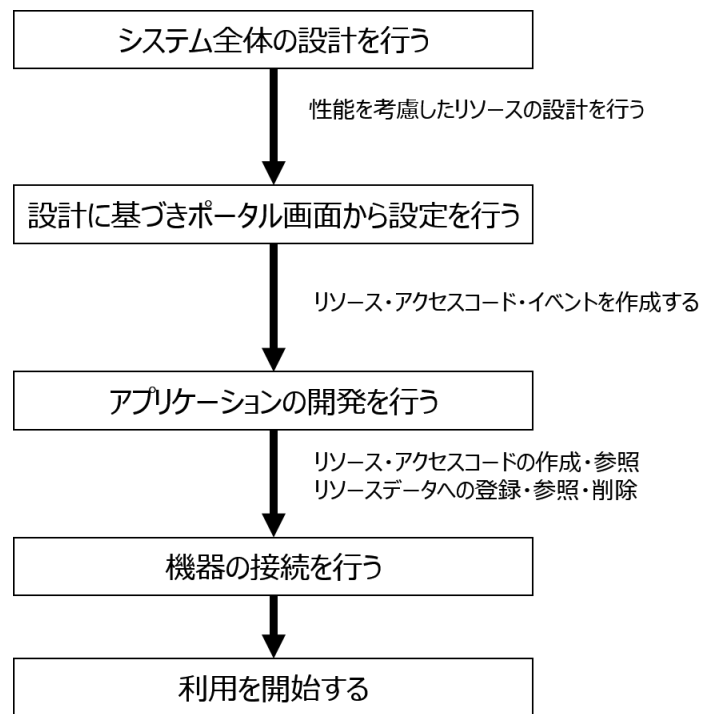 システム全体の設計を行う
性能を考慮したリソースの設計を行う
設計に基づきポータル画面から設定を行う
リソース・アクセスコード・イベントを作成する
アプリケーションの開発を行う
リソース・アクセスコードの作成・参照
リソースデータへの登録・参照・削除
機器の接続を行う
利用を開始する